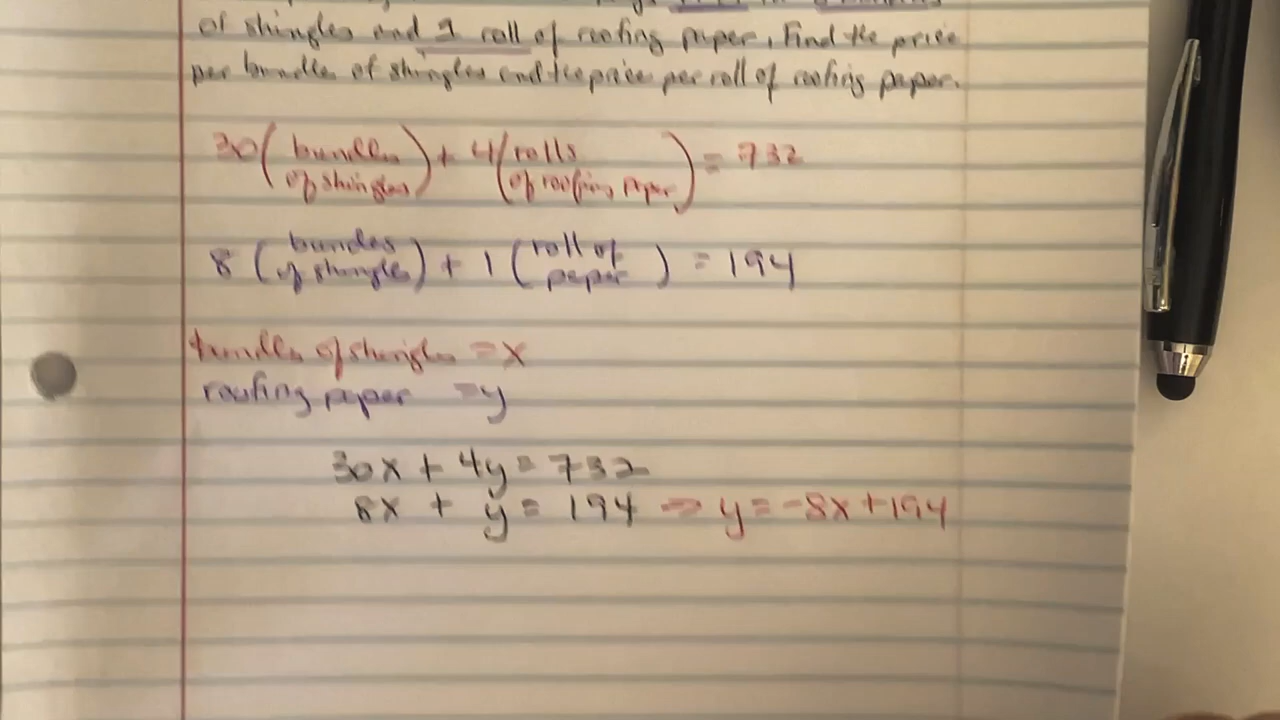 of shingles and 1 roll of roofing paper. Find the price
per bundle of shingles and the price per roll of roofing paper.
30 (bundles of shingles) + 4 (rolls of roofing paper) = 732
8 (bundes of shingles) + 1 (roll of paper) = 194
bundles of shingles = x
roofing paper = y
30x + 4y = 732
8x + y = 194 ⇒ y = -8x + 194